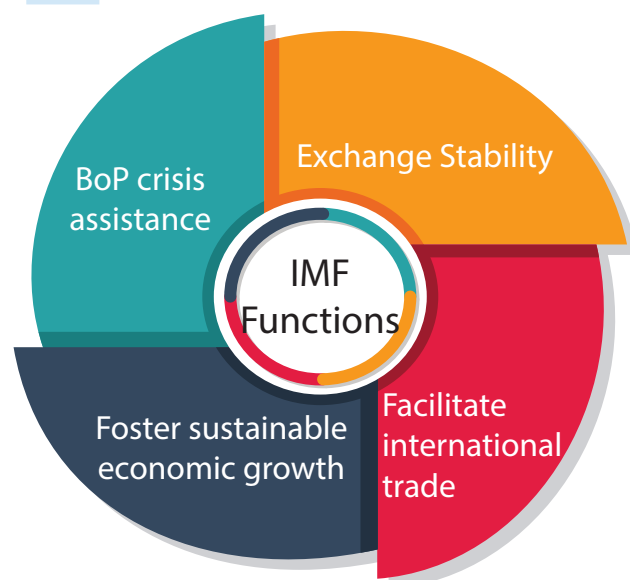 BoP crisis
assistance
Exchange Stability
IMF
Functions
Foster sustainable
economic growth
Facilitate
international
trade